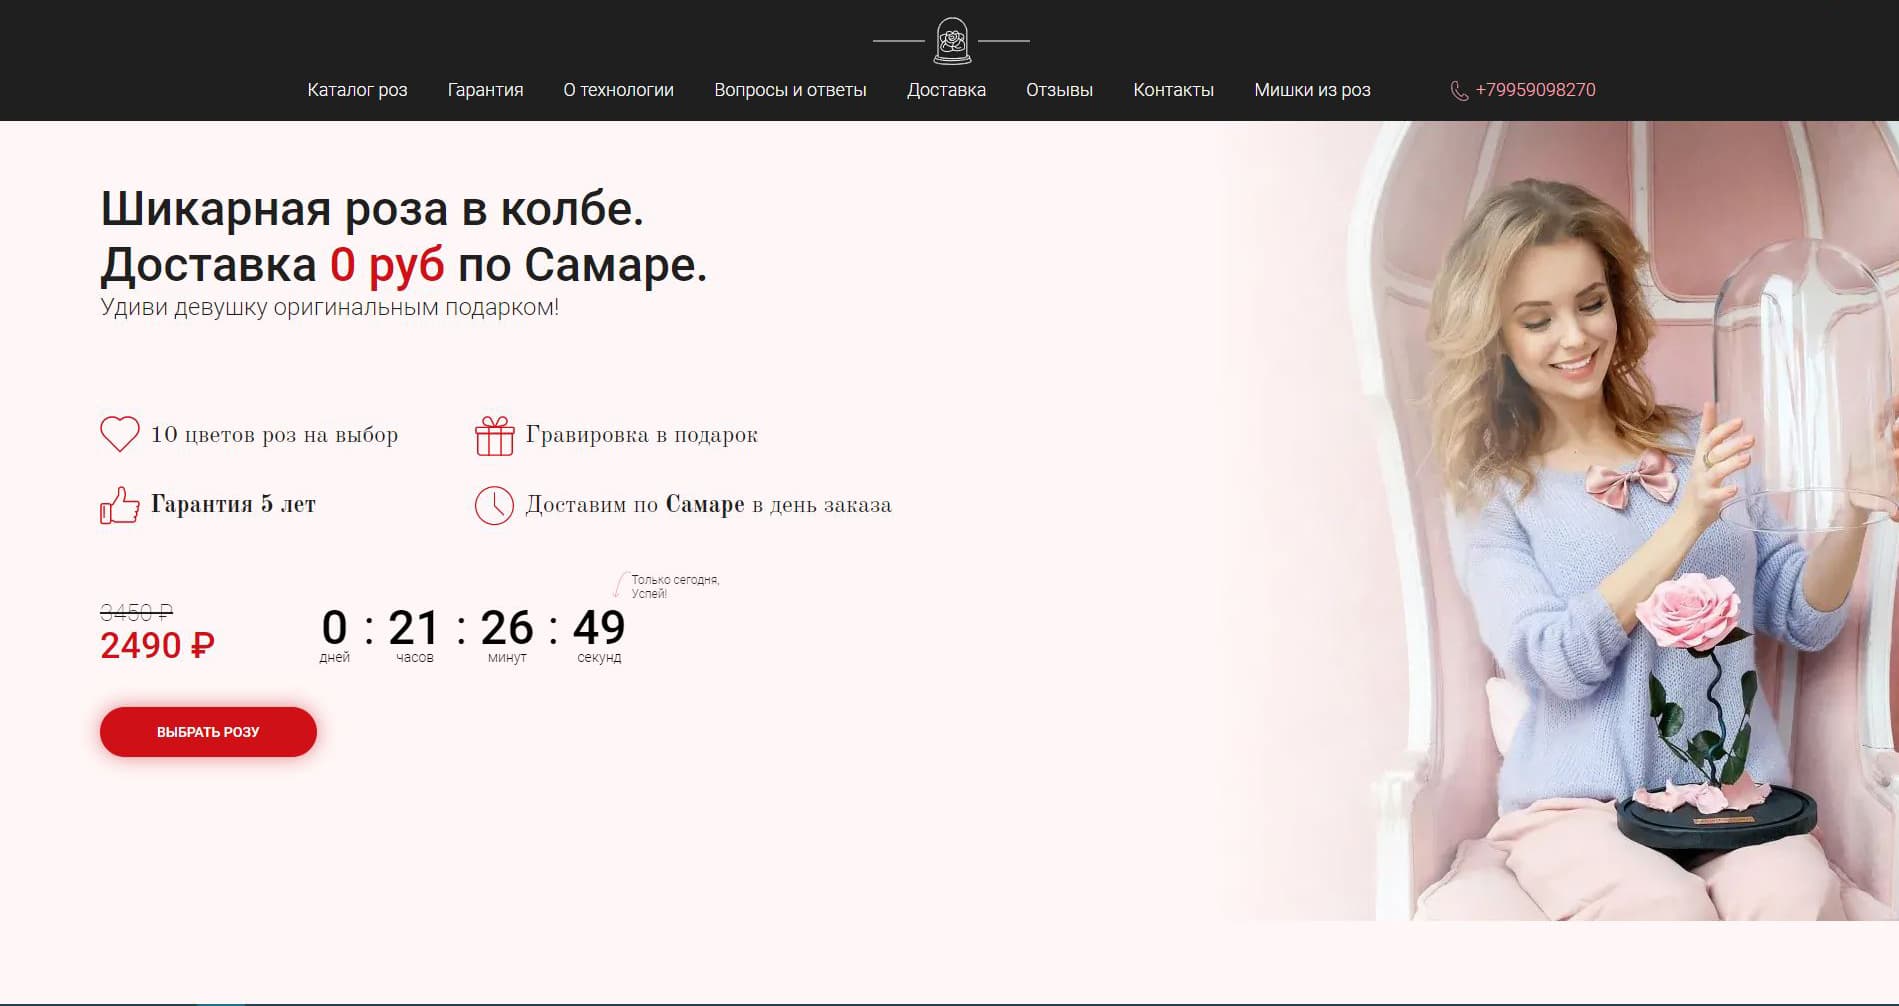 Каталог роз Гарантия О технологии Вопросы и ответы Доставка Отзывы Контакты Мишки из роз +79959098270
Шикарная роза в колбе.
Доставка 0 руб по Самаре.
Удиви девушку оригинальным подарком!
10 цветов роз на выбор
Гравировка в подарок
Гарантия 5 лет
Доставим по Самаре в день заказа
Только сегодня,
Успей!
3450 ₽
2490 ₽
0 : 21 : 26 : 49
дней часов минут секунд
ВЫБРАТЬ РОЗУ